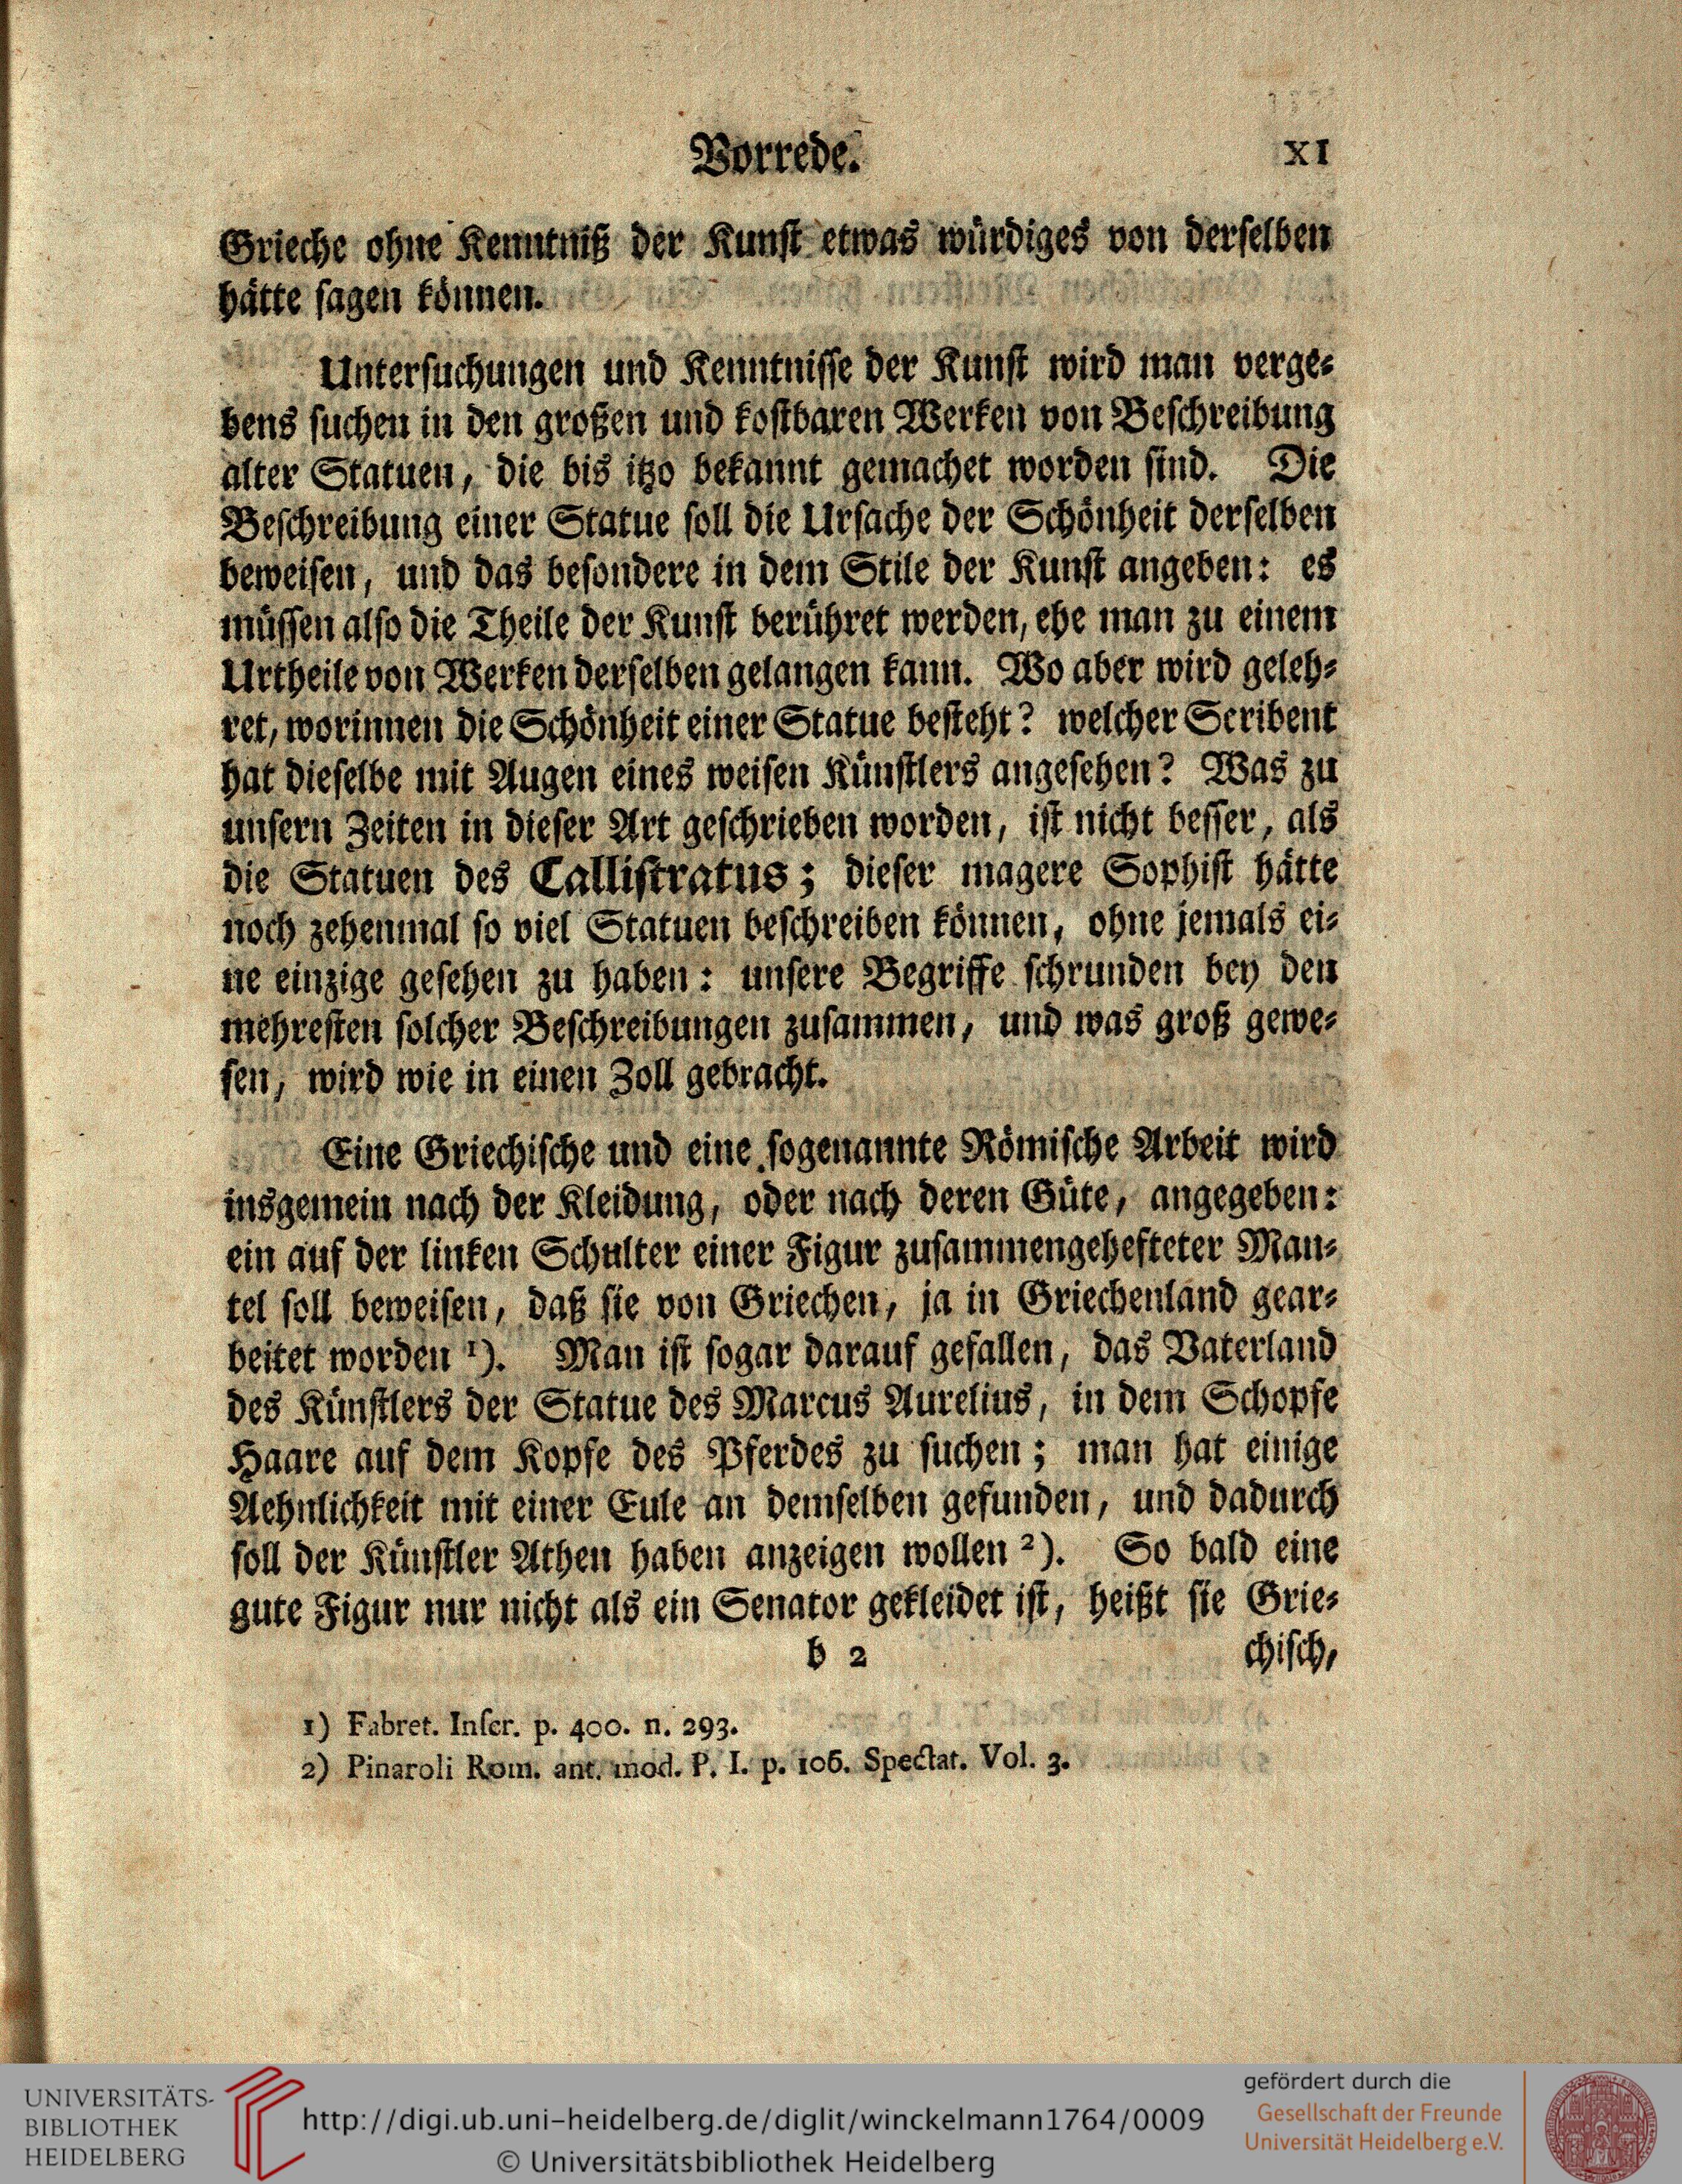 Vorrede. XI
Grieche ohne Kenntniß der Kunst etwas würdiges von derselben
hätte sagen können.
Untersuchungen und Kenntnisse der Kunst wird man verge-
bens suchen in den großen und kostbaren Werken von Beschreibung
alter Statuen, die bis itzo bekannt gemachet worden sind. Die
Beschreibung einer Statue soll die Ursache der Schönheit derselben
beweisen, und das besondere in dem Stile der Kunst angeben: es
müssen also die Theile der Kunst berühret werden, ehe man zu einem
Urtheile von Werken derselben gelangen kann. Wo aber wird geleh-
ret, worinnen die Schönheit einer Statue besteht? welcher Scribent
hat dieselbe mit Augen eines weisen Künstlers angesehen? Was zu
unsern Zeiten in dieser Art geschrieben worden, ist nicht besser, als
die Statuen des Callistratus; dieser magere Sophist hätte
noch zehenmal so viel Statuen beschreiben können, ohne jemals ei-
ne einzige gesehen zu haben: unsere Begriffe schrunden bey den
mehresten solcher Beschreibungen zusammen, und was groß gewe-
sen, wird wie in einen Zoll gebracht.
Eine Griechische und eine sogenannte Römische Arbeit wird
insgemein nach der Kleidung, oder nach deren Güte, angegeben:
ein auf der linken Schulter einer Figur zusammengehefteter Man-
tel soll beweisen, daß sie von Griechen, ja in Griechenland gear-
beitet worden 1). Man ist sogar darauf gefallen, das Vaterland
des Künstlers der Statue des Marcus Aurelius, in dem Schopfe
Haare auf dem Kopfe des Pferdes zu suchen; man hat einige
Aehnlichkeit mit einer Eule an demselben gefunden, und dadurch
soll der Künstler Athen haben anzeigen wollen 2). So bald eine
gute Figur nur nicht als ein Senator gekleidet ist, heißt sie Grie-
b 2 chisch,
1) Fabret. Inscr. p. 400. n. 293.
2) Pinaroli Rom. ant. mod. P. I. p. 106. Spectat. Vol. 3.
UNIVERSITÄTS-
BIBLIOTHEK
HEIDELBERG
http://digi.ub.uni-heidelberg.de/diglit/winckelmann1764/0009
© Universitätsbibliothek Heidelberg
gefördert durch die
Gesellschaft der Freunde
Universität Heidelberg e.V.